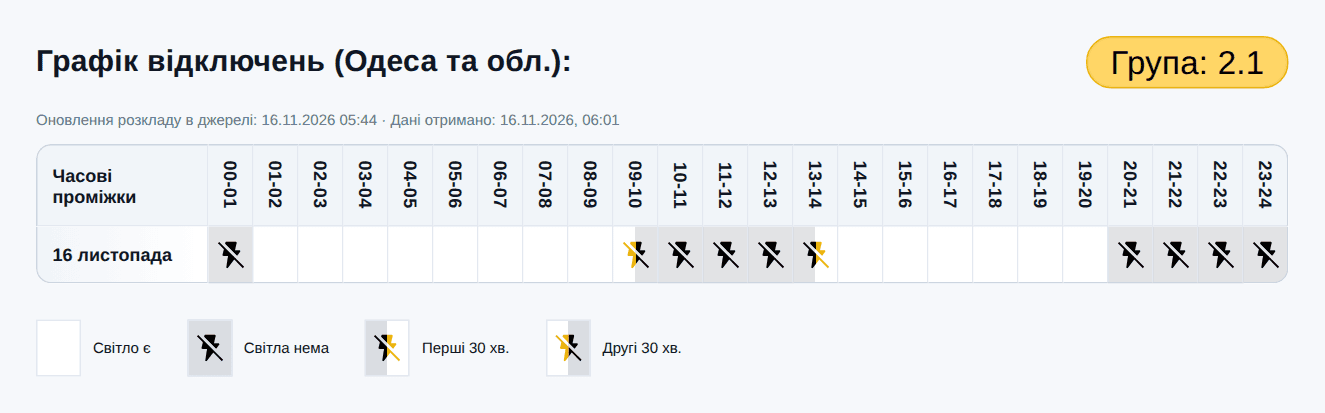 Графік відключень (Одеса та обл.):
Група: 2.1
Оновлення розкладу в джерелі: 16.11.2026 05:44 · Дані отримано: 16.11.2026, 06:01
Часові
проміжки
00-01
01-02
02-03
03-04
04-05
05-06
06-07
07-08
08-09
09-10
10-11
11-12
12-13
13-14
14-15
15-16
16-17
17-18
18-19
19-20
20-21
21-22
22-23
23-24
16 листопада
Світло є
Світла нема
Перші 30 хв.
Другі 30 хв.